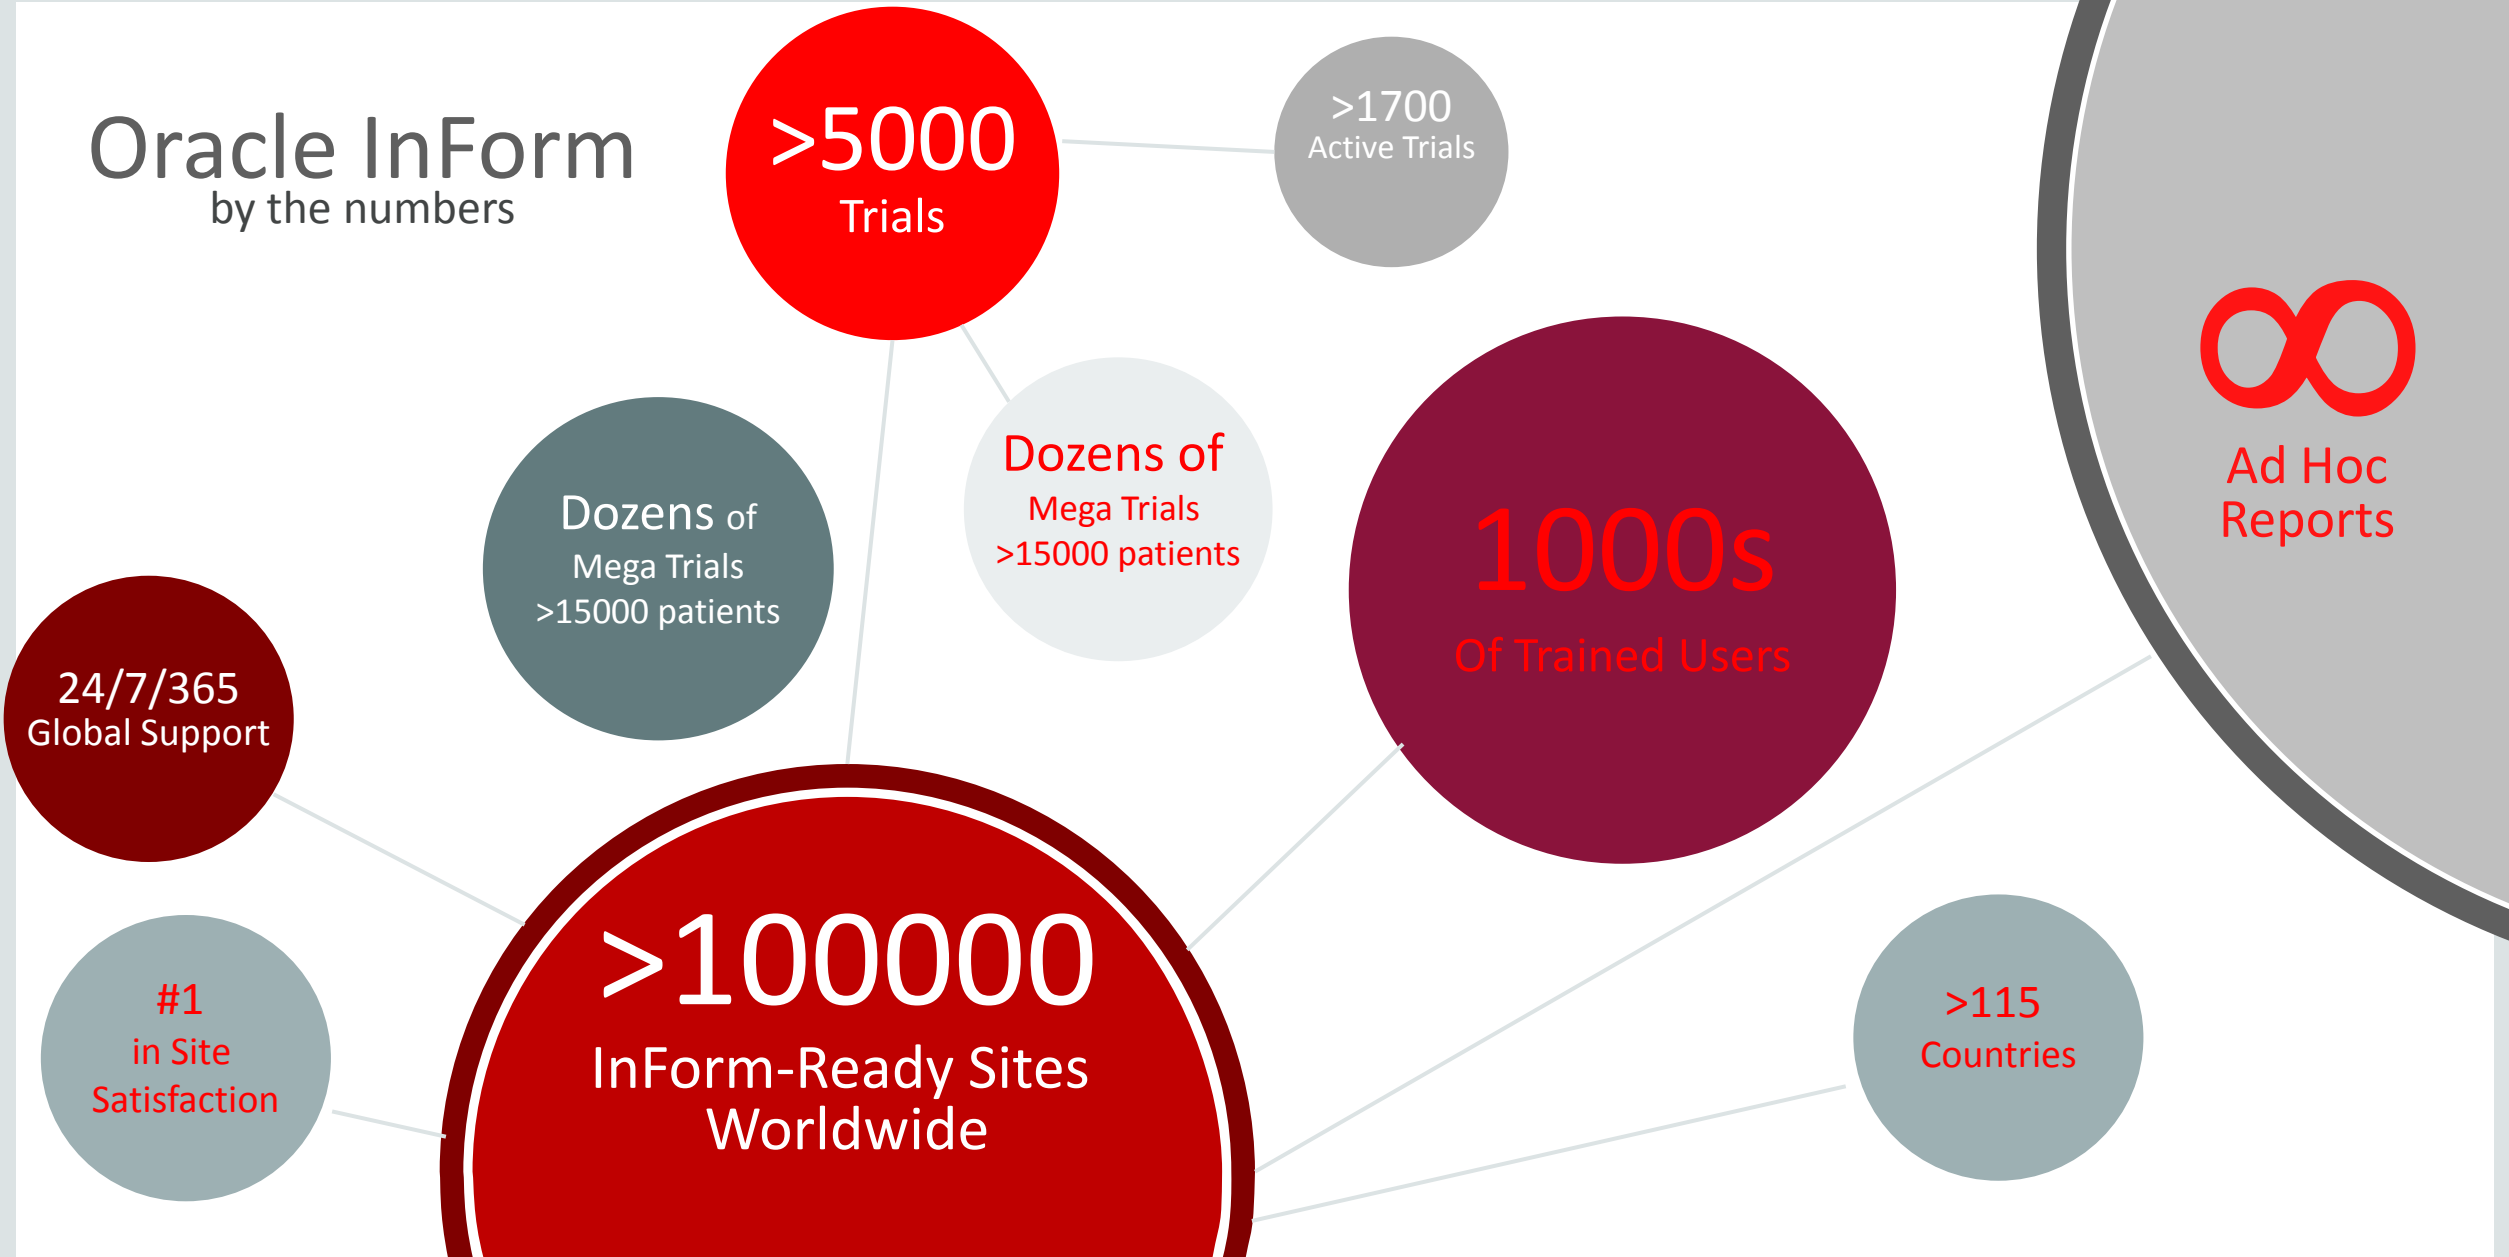 Oracle InForm
by the numbers
>5000
Trials
>1700
Active Trials
∞
Ad Hoc
Reports
Dozens of
Mega Trials
>15000 patients
Dozens of
Mega Trials
>15000 patients
1000s
Of Trained Users
24/7/365
Global Support
#1
in Site
Satisfaction
>100000
InForm-Ready Sites
Worldwide
>115
Countries